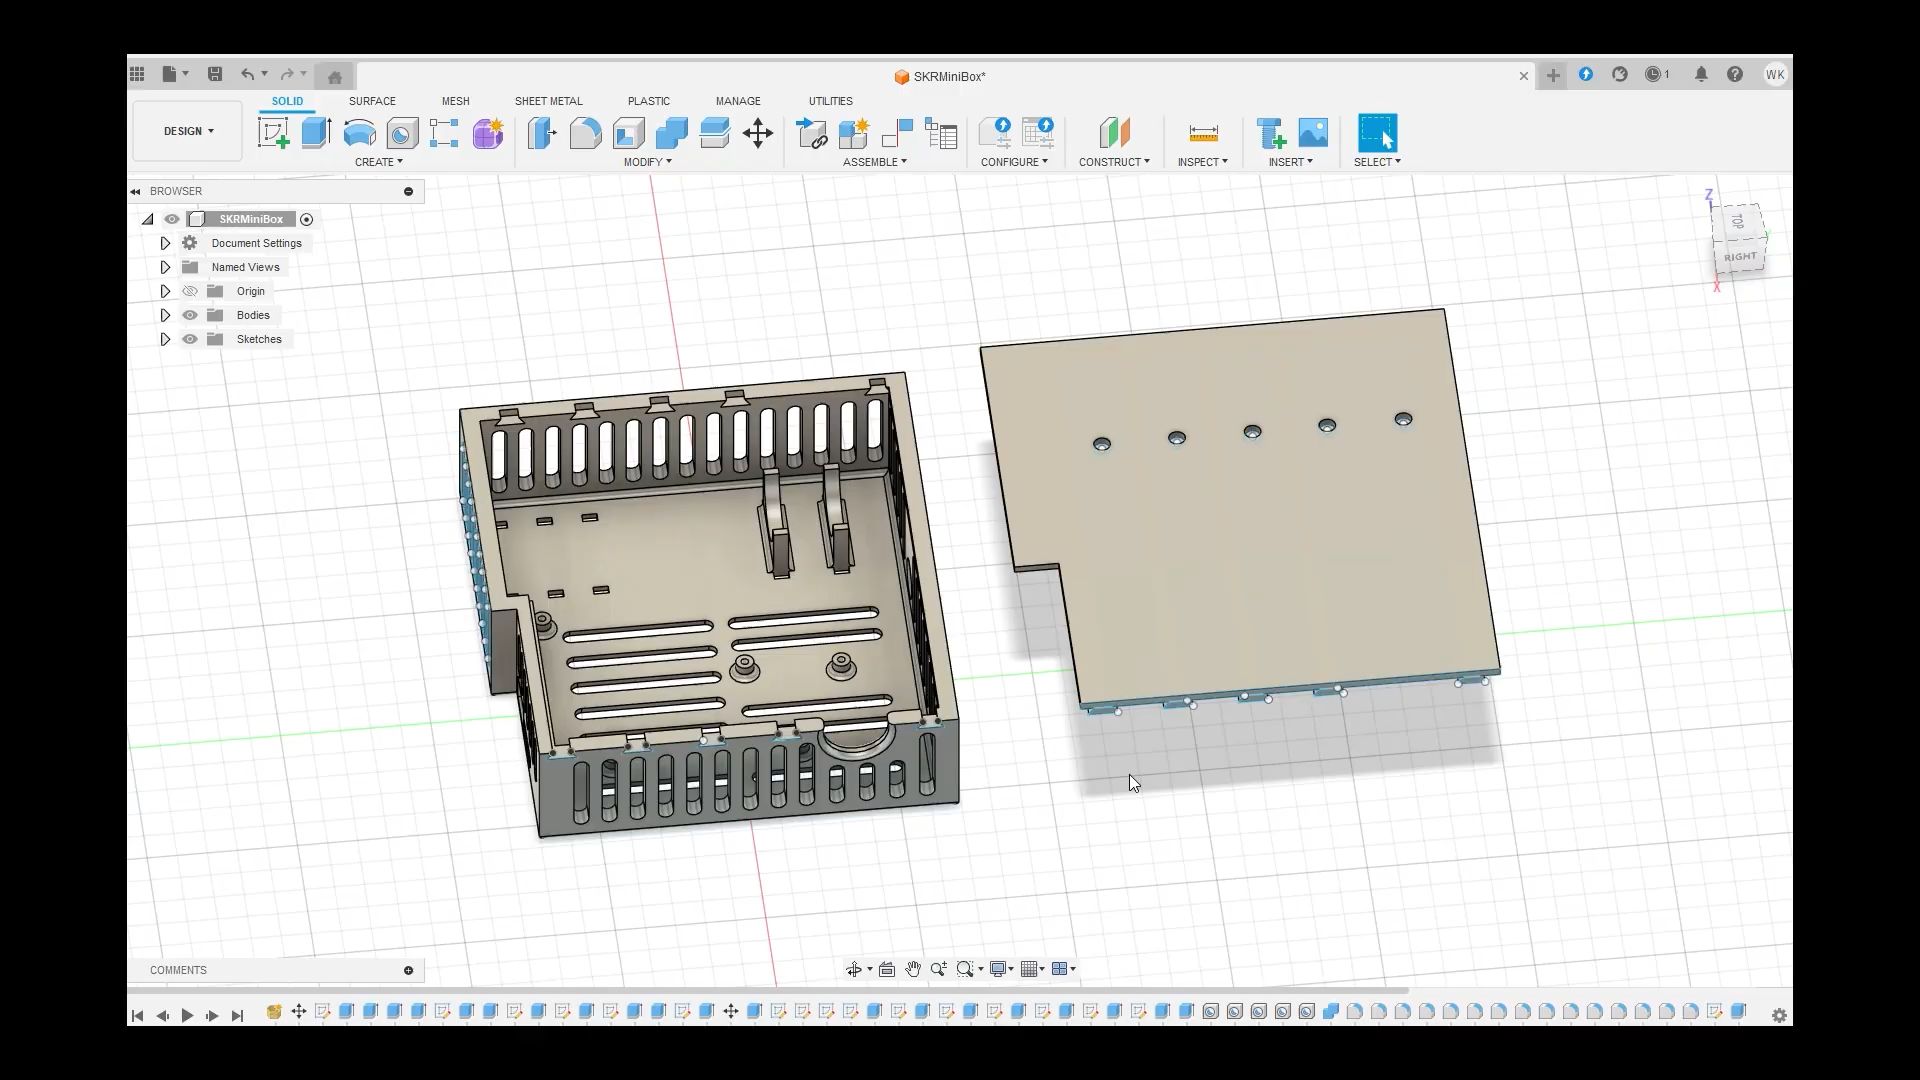 SKRMiniBox*
1
WK
SOLID
SURFACE
MESH
SHEET METAL
PLASTIC
MANAGE
UTILITIES
DESIGN
CREATE
MODIFY
ASSEMBLE
CONFIGURE
CONSTRUCT
INSPECT
INSERT
SELECT
BROWSER
SKRMiniBox
Document Settings
Named Views
Origin
Bodies
Sketches
Z
TOP
RIGHT
X
COMMENTS